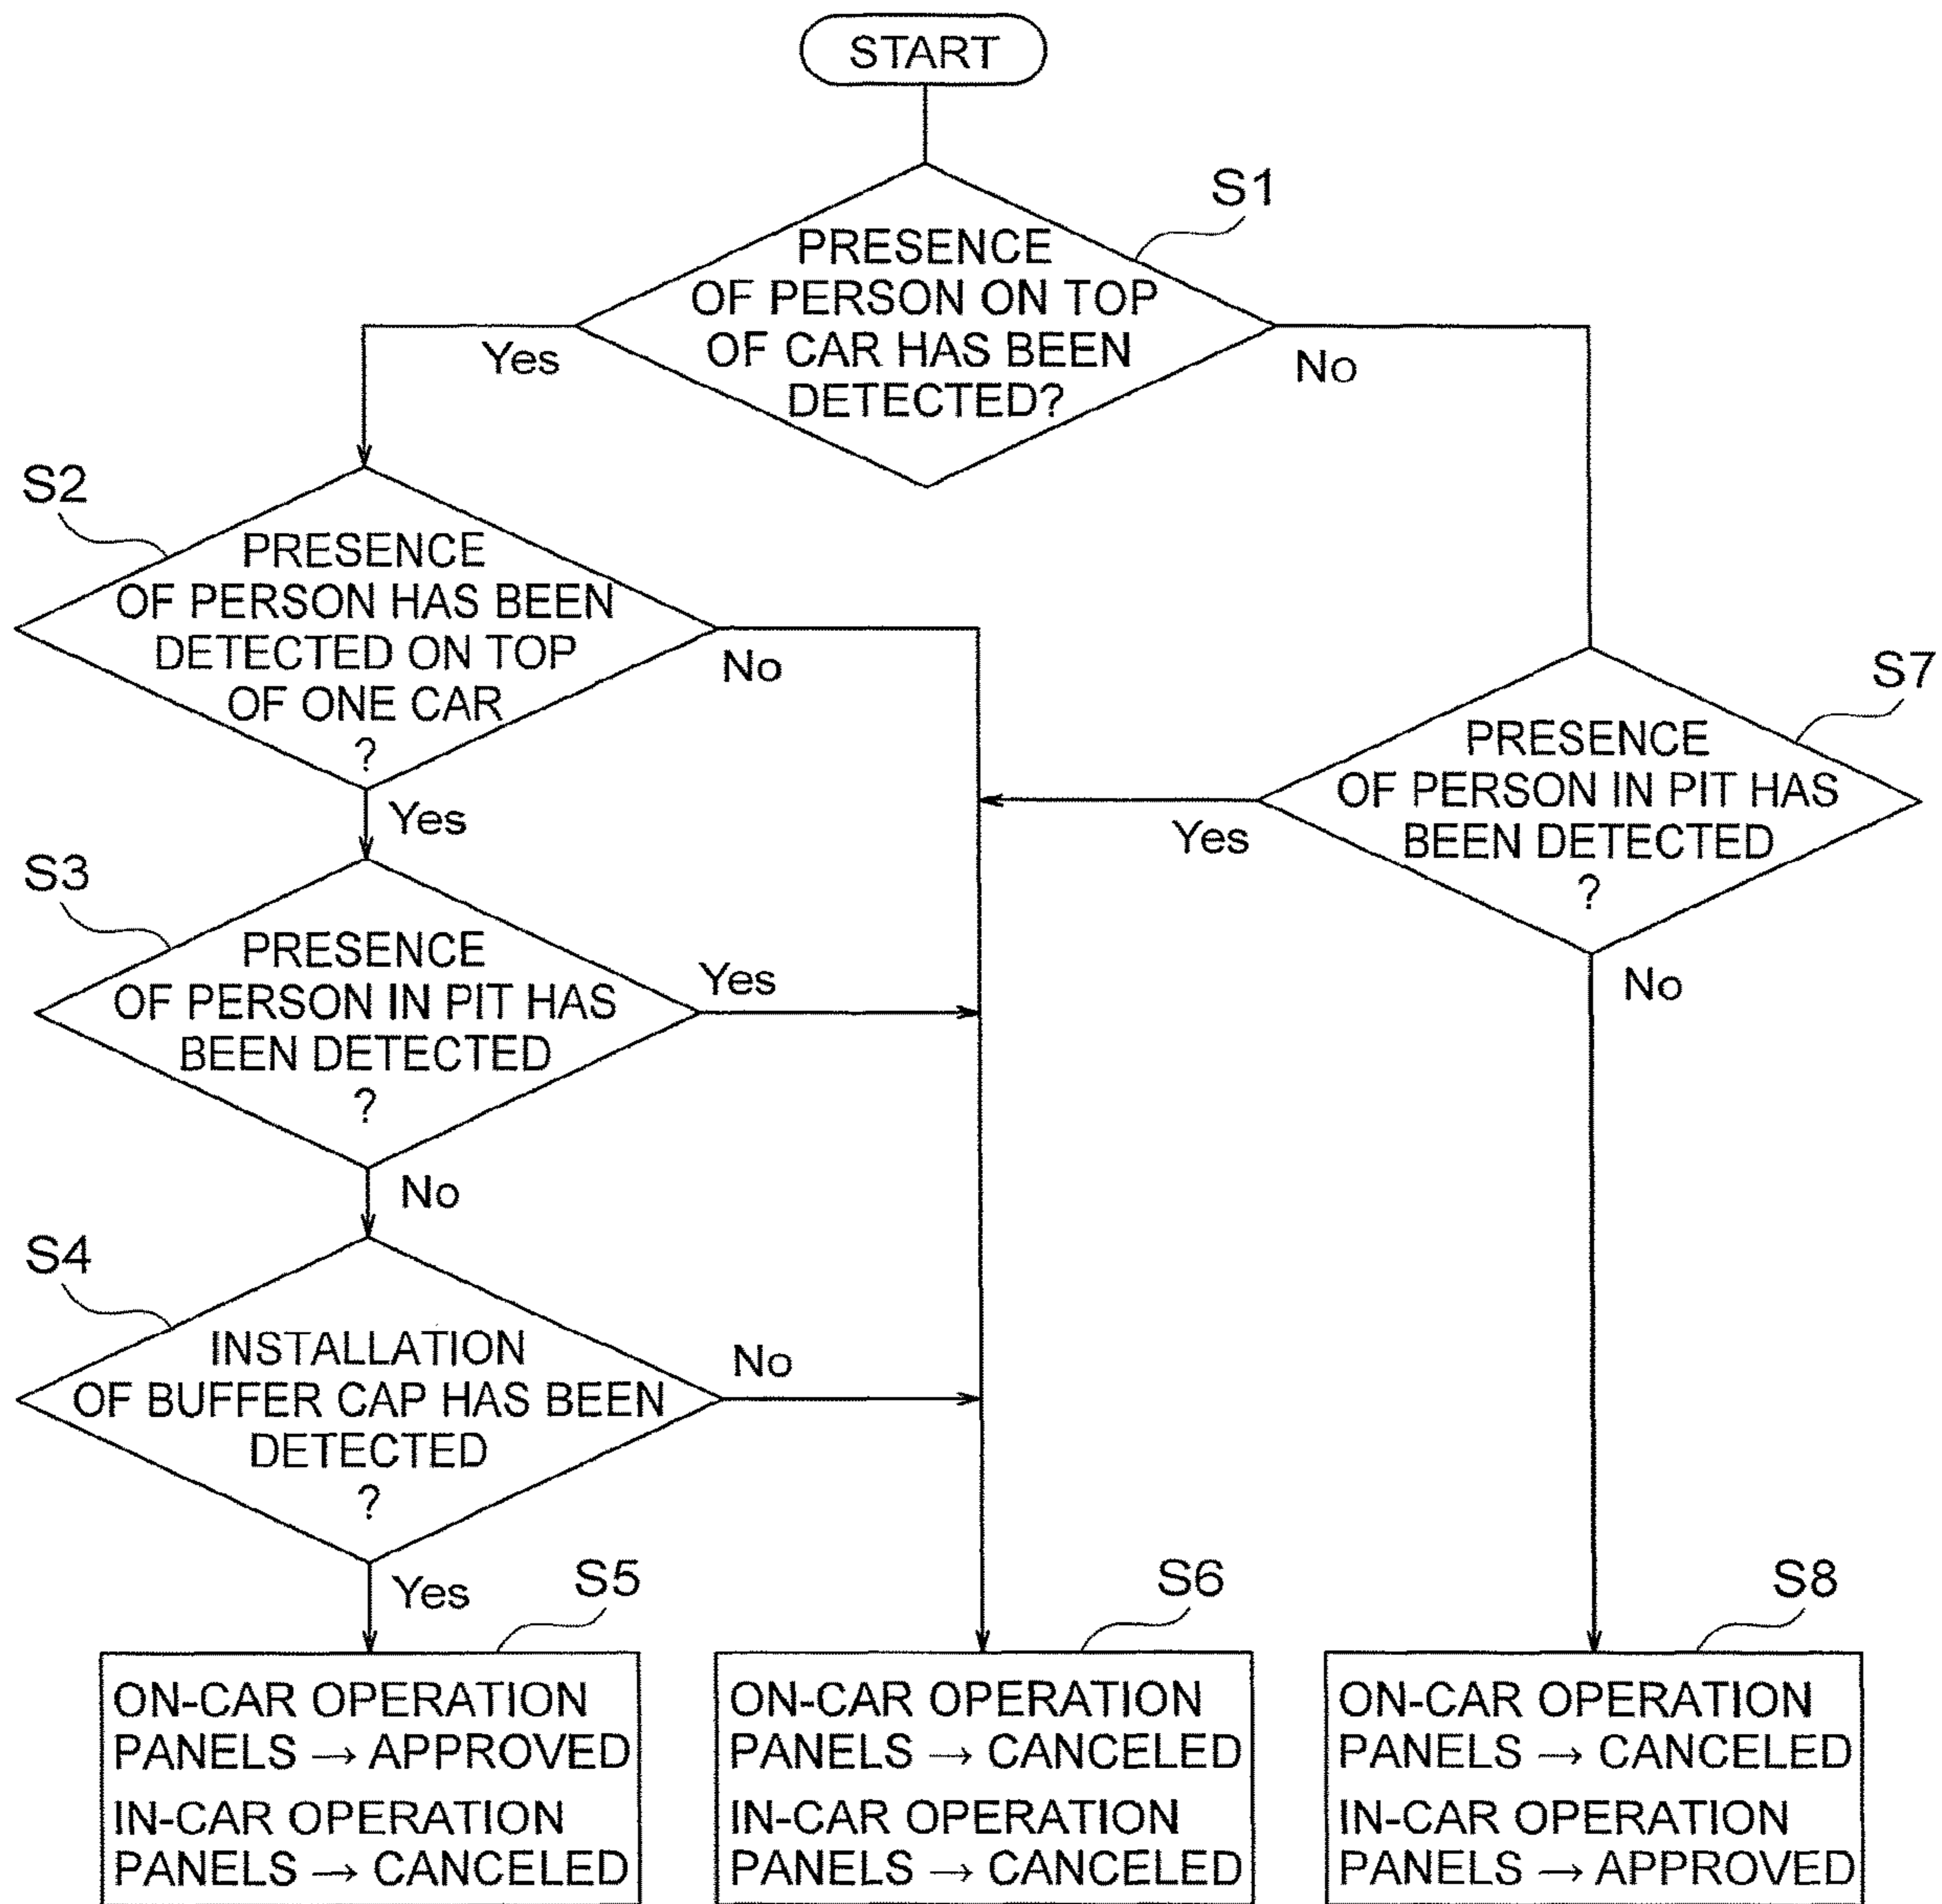 START
S1
PRESENCE
OF PERSON ON TOP
OF CAR HAS BEEN
DETECTED?
Yes
No
S2
PRESENCE
OF PERSON HAS BEEN
DETECTED ON TOP
OF ONE CAR
?
No
Yes
S7
PRESENCE
OF PERSON IN PIT HAS
BEEN DETECTED
?
Yes
No
S3
PRESENCE
OF PERSON IN PIT HAS
BEEN DETECTED
?
Yes
No
S4
INSTALLATION
OF BUFFER CAP HAS BEEN
DETECTED
?
No
Yes
S5
ON-CAR OPERATION
PANELS → APPROVED
IN-CAR OPERATION
PANELS → CANCELED
S6
ON-CAR OPERATION
PANELS → CANCELED
IN-CAR OPERATION
PANELS → CANCELED
S8
ON-CAR OPERATION
PANELS → CANCELED
IN-CAR OPERATION
PANELS → APPROVED